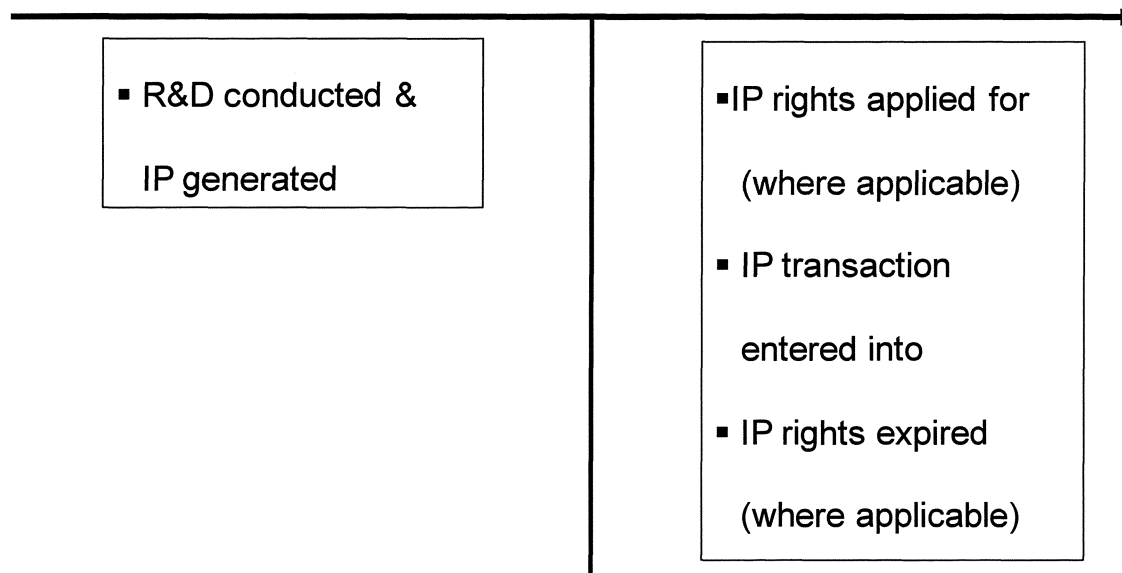 ▪ R&D conducted &
IP generated
▪IP rights applied for
(where applicable)
▪ IP transaction
entered into
▪ IP rights expired
(where applicable)